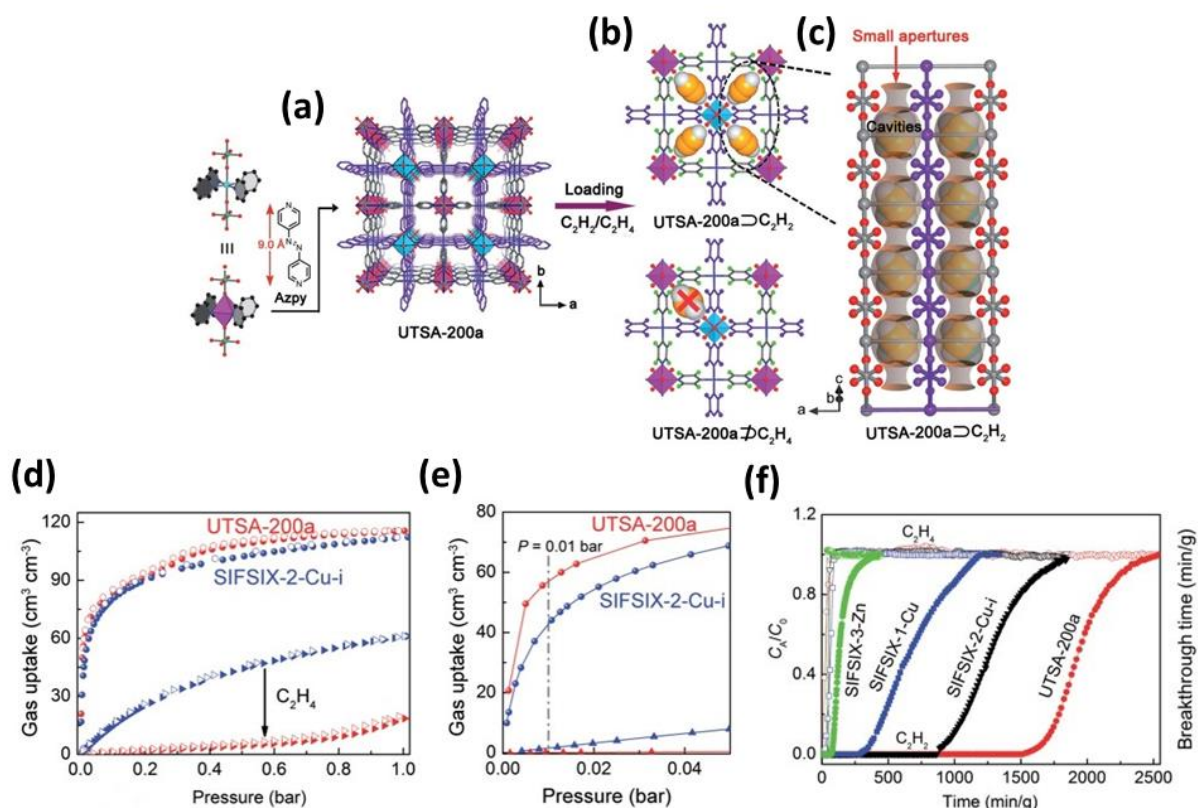 (a)
9.0 Å
Azpy
UTSA-200a
b
a
Loading
C₂H₂/C₂H₄
(b)
UTSA-200a⊃C₂H₂
UTSA-200a⊅C₂H₄
(c)
Small apertures
Cavities
c
b
a
UTSA-200a⊃C₂H₂
(d)
Gas uptake (cm³ cm⁻³)
120
90
60
30
0
UTSA-200a
SIFSIX-2-Cu-i
C₂H₄
0.0 0.2 0.4 0.6 0.8 1.0
Pressure (bar)
(e)
Gas uptake (cm³ cm⁻³)
80
60
40
20
0
UTSA-200a
P = 0.01 bar
SIFSIX-2-Cu-i
0.00 0.02 0.04
Pressure (bar)
(f)
C_A/C_0
1.2
0.8
0.4
0.0
C₂H₄
SIFSIX-3-Zn
SIFSIX-1-Cu
SIFSIX-2-Cu-i
UTSA-200a
C₂H₂
0 500 1000 1500 2000 2500
Time (min/g)
Breakthrough time (min/g)